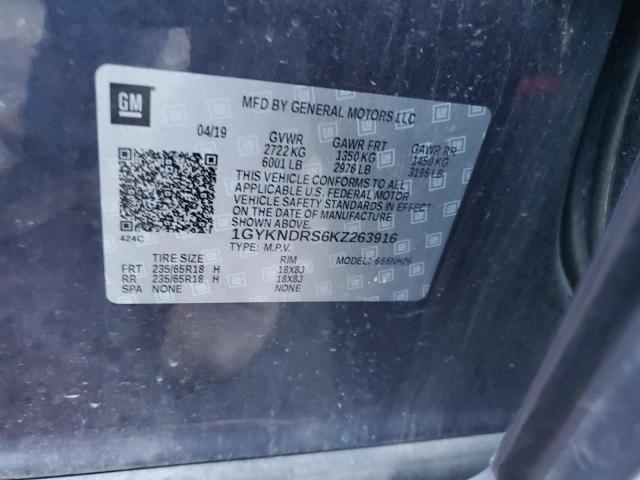 GM
MFD BY GENERAL MOTORS LLC
04/19 GVWR GAWR FRT GAWR RR
2722 KG 1350 KG 1450 KG
6001 LB 2976 LB 3196 LB
THIS VEHICLE CONFORMS TO ALL
APPLICABLE U.S. FEDERAL MOTOR
VEHICLE SAFETY STANDARDS IN EFFECT
ON THE DATE OF MANUFACTURE
SHOWN ABOVE.
424C 1GYKNDRS6KZ263916
TYPE: M.P.V. MODEL: 666NH26
TIRE SIZE RIM
FRT 235/65R18 H 18X8J
RR 235/65R18 H 18X8J
SPA NONE NONE